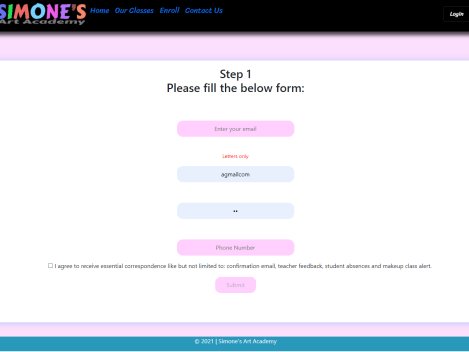 SIMONE'S
Art Academy
Home Our Classes Enroll Contact Us
Login
Step 1
Please fill the below form:
Enter your email
Letters only
agmailcom
••
Phone Number
I agree to receive essential correspondence like but not limited to: confirmation email, teacher feedback, student absences and makeup class alert.
Submit
© 2021 | Simone's Art Academy